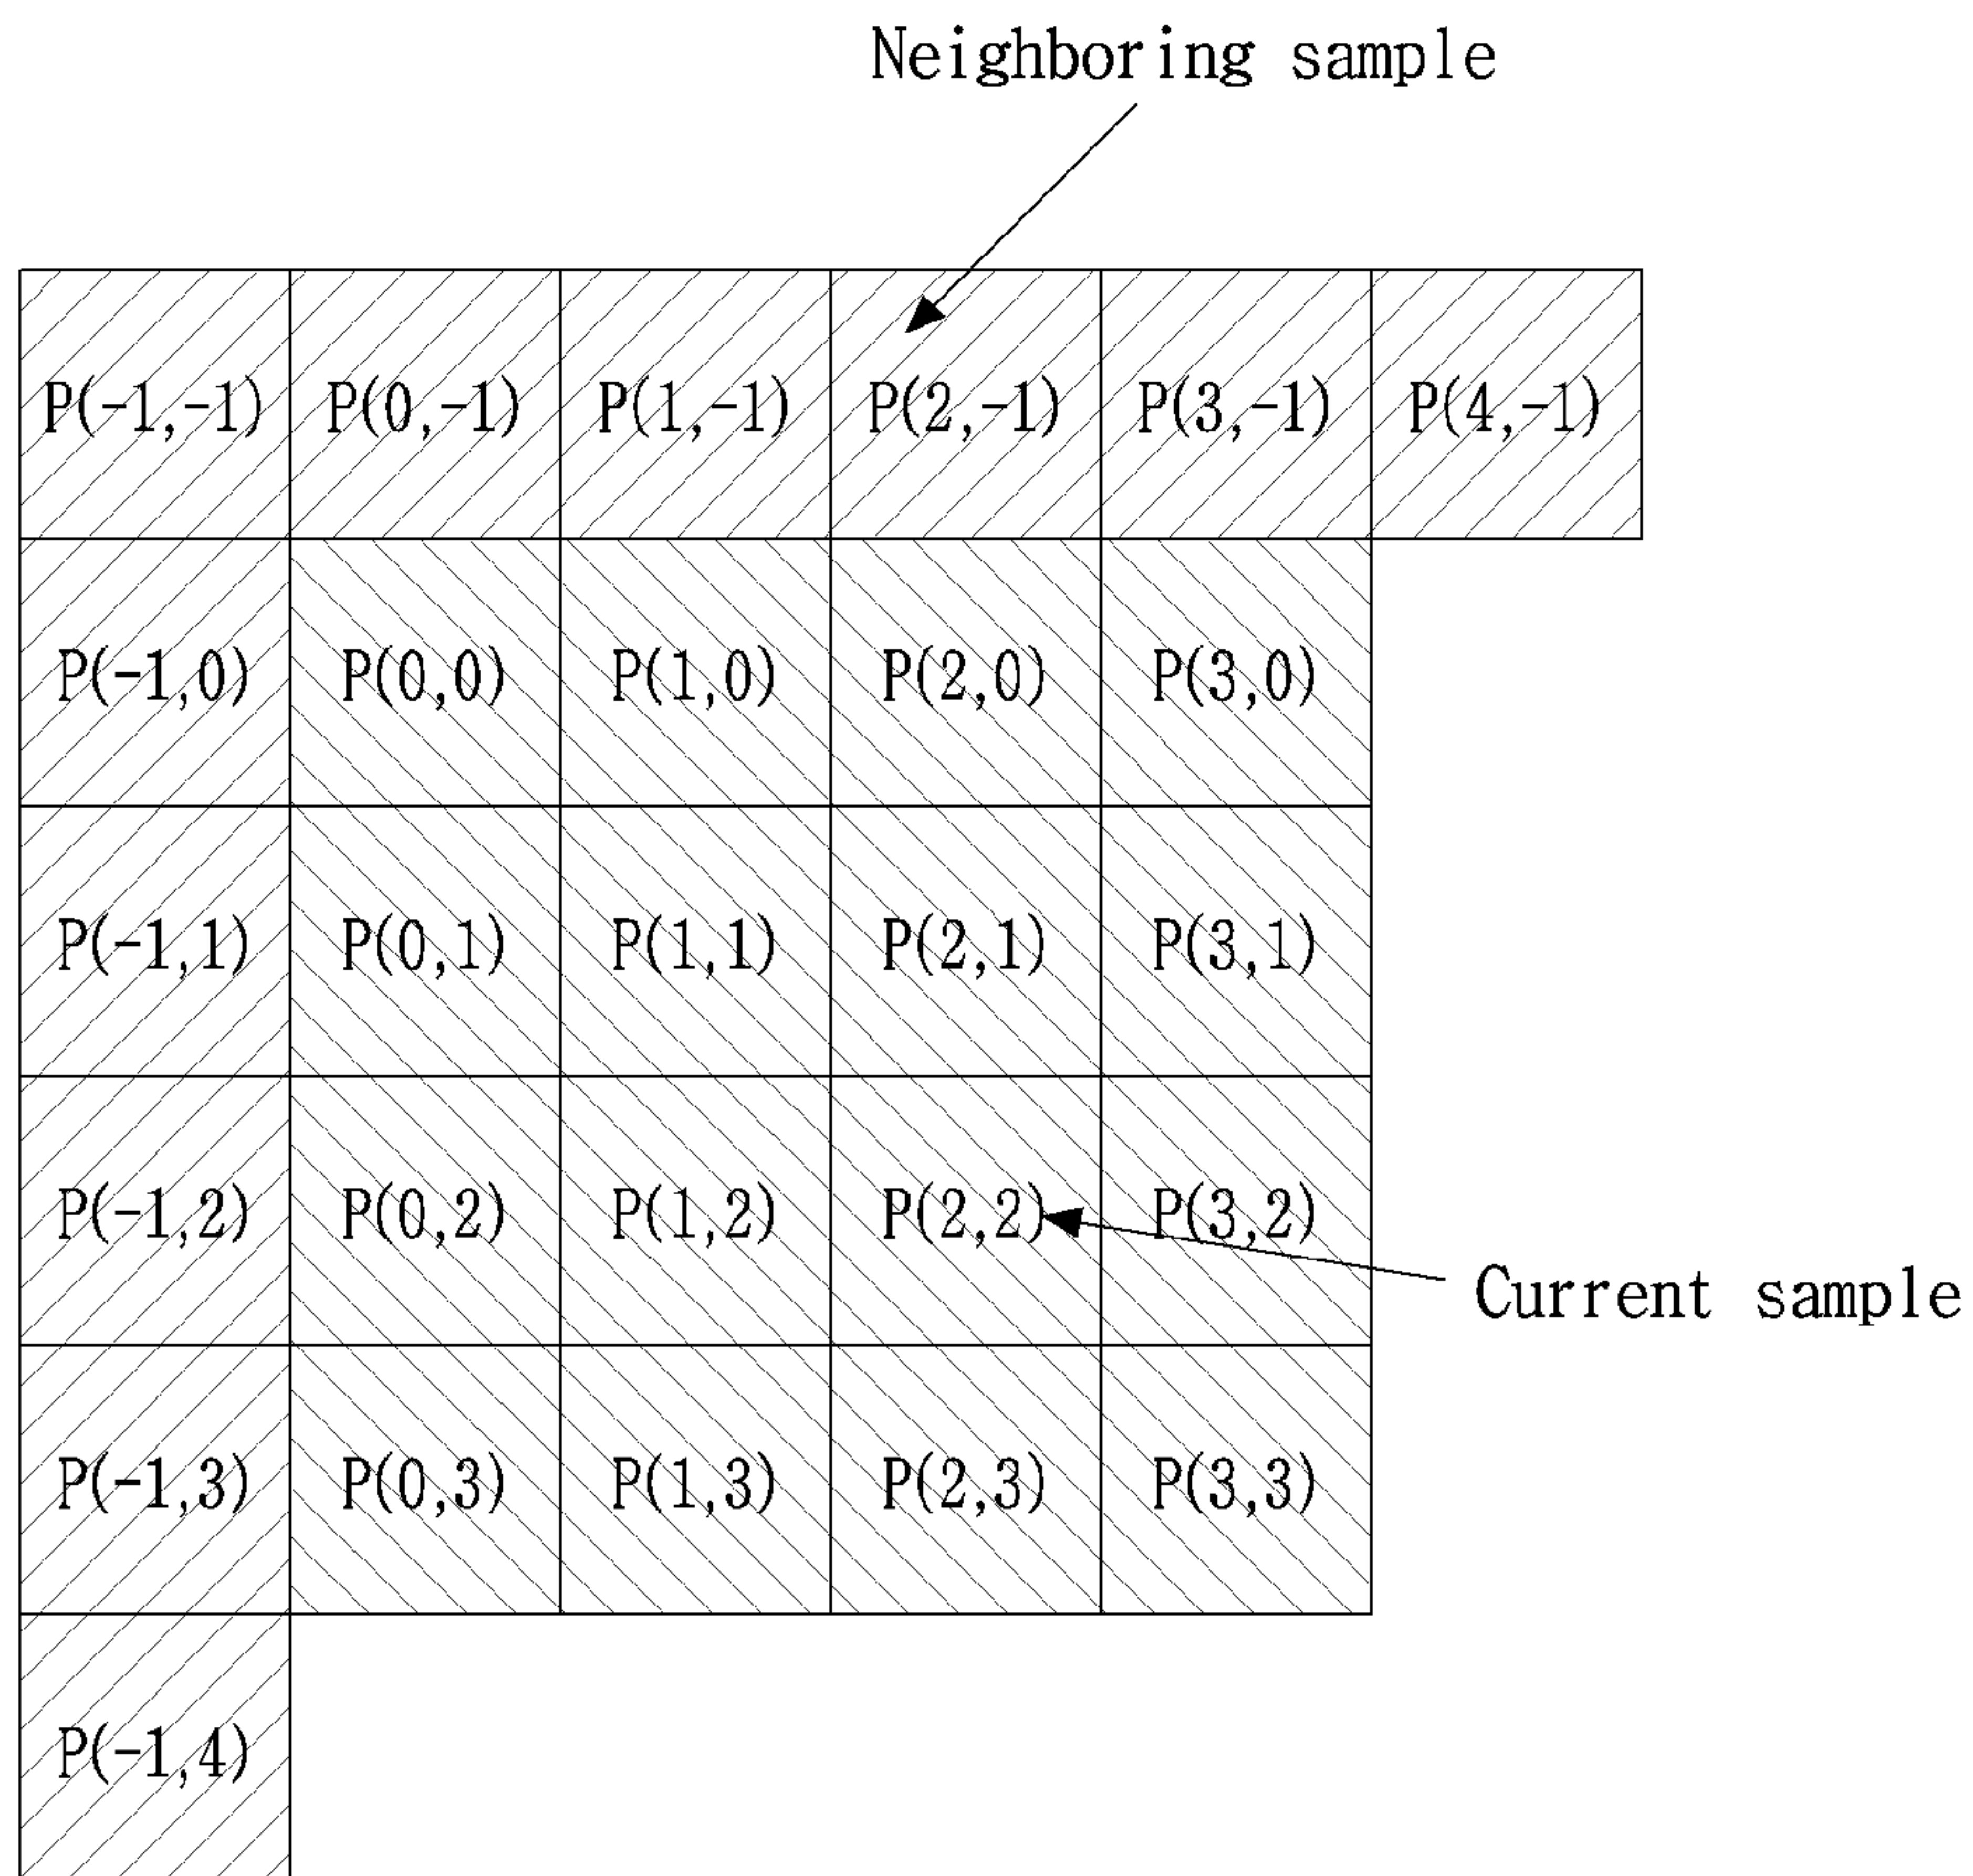 Neighboring sample
P(-1,-1) P(0,-1) P(1,-1) P(2,-1) P(3,-1) P(4,-1)
P(-1,0) P(0,0) P(1,0) P(2,0) P(3,0)
P(-1,1) P(0,1) P(1,1) P(2,1) P(3,1)
P(-1,2) P(0,2) P(1,2) P(2,2) P(3,2)
Current sample
P(-1,3) P(0,3) P(1,3) P(2,3) P(3,3)
P(-1,4)